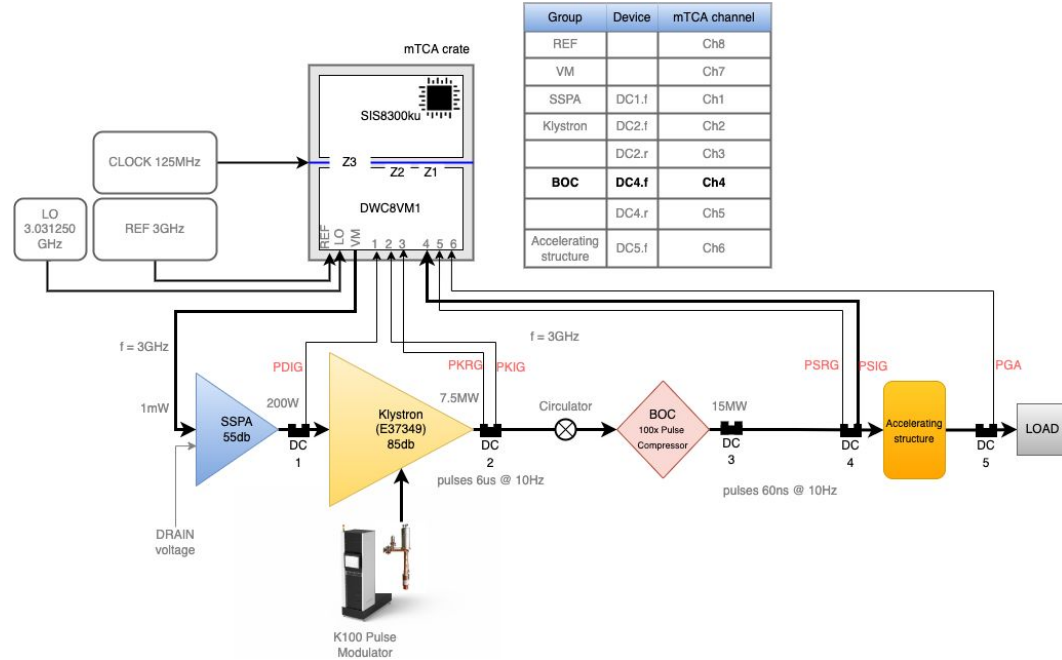 Group Device mTCA channel
REF Ch8
VM Ch7
SSPA DC1.f Ch1
Klystron DC2.f Ch2
DC2.r Ch3
BOC DC4.f Ch4
DC4.r Ch5
Accelerating
structure DC5.f Ch6
mTCA crate
SIS8300ku
Z3
Z2 Z1
DWC8VM1
REF LO VM 1 2 3 4 5 6
CLOCK 125MHz
LO
3.031250
GHz
REF 3GHz
f = 3GHz
f = 3GHz
PDIG
PKRG PKIG
PSRG PSIG
PGA
1mW
SSPA
55db
200W
DC
1
Klystron
(E37349)
85db
7.5MW
DC
2
pulses 6us @ 10Hz
Circulator
BOC
100x Pulse
Compressor
15MW
DC
3
pulses 60ns @ 10Hz
DC
4
Accelerating
structure
DC
5
LOAD
DRAIN
voltage
K100 Pulse
Modulator